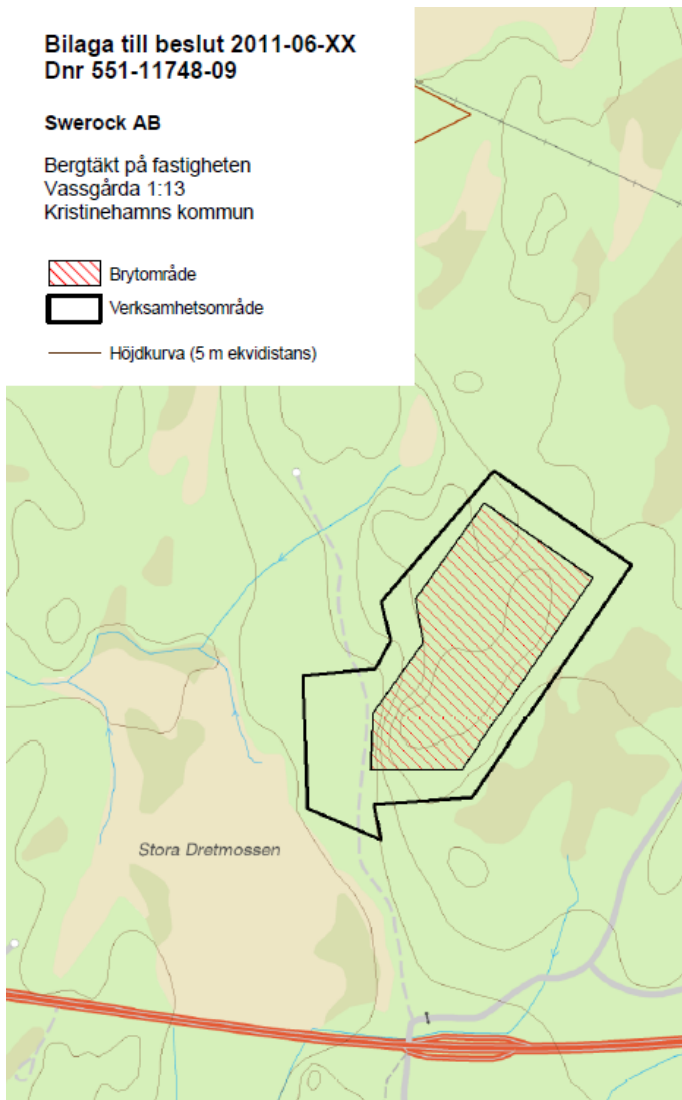 Bilaga till beslut 2011-06-XX
Dnr 551-11748-09
Swerock AB
Bergtäkt på fastigheten
Vassgårda 1:13
Kristinehamns kommun
Brytområde
Verksamhetsområde
Höjdkurva (5 m ekvidistans)
Stora Dretmossen